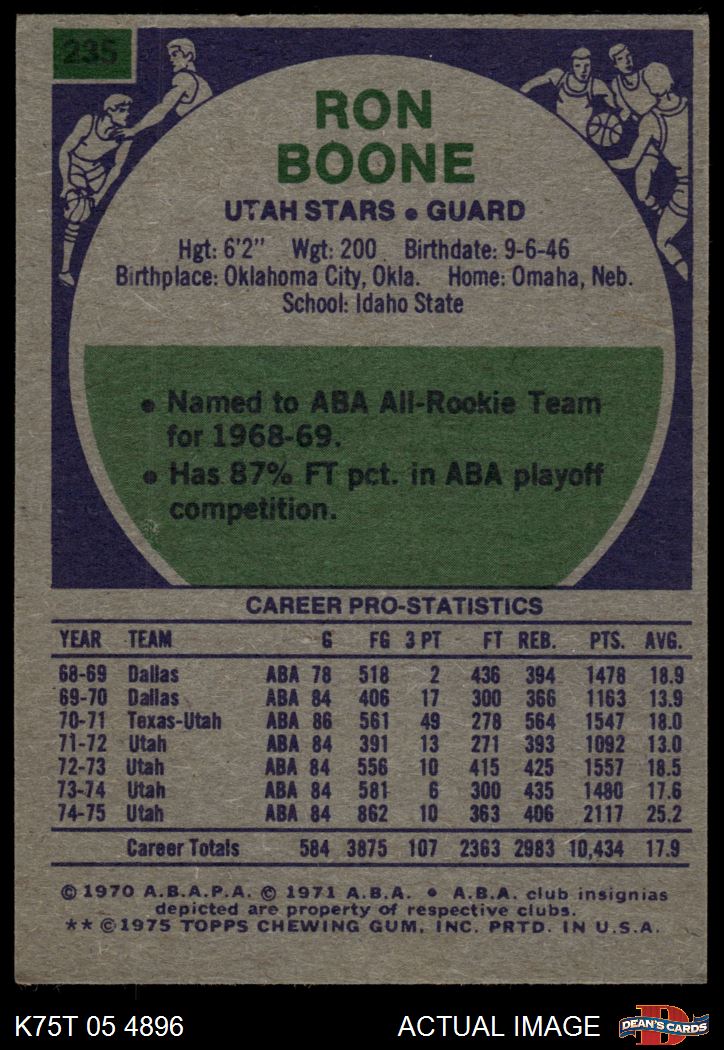 235
RON
BOONE
UTAH STARS • GUARD
Hgt: 6'2" Wgt: 200 Birthdate: 9-6-46
Birthplace: Oklahoma City, Okla. Home: Omaha, Neb.
School: Idaho State
• Named to ABA All-Rookie Team
for 1968-69.
• Has 87% FT pct. in ABA playoff
competition.
CAREER PRO-STATISTICS
YEAR TEAM G FG 3 PT FT REB. PTS. AVG.
68-69 Dallas ABA 78 518 2 436 394 1478 18.9
69-70 Dallas ABA 84 406 17 300 366 1163 13.9
70-71 Texas-Utah ABA 86 561 49 278 564 1547 18.0
71-72 Utah ABA 84 391 13 271 393 1092 13.0
72-73 Utah ABA 84 556 10 415 425 1557 18.5
73-74 Utah ABA 84 581 6 300 435 1480 17.6
74-75 Utah ABA 84 862 10 363 406 2117 25.2
Career Totals 584 3875 107 2363 2983 10,434 17.9
© 1970 A.B.A.P.A. © 1971 A.B.A. • A.B.A. club insignias
depicted are property of respective clubs.
** © 1975 TOPPS CHEWING GUM, INC. PRTD. IN U.S.A.
K75T 05 4896 ACTUAL IMAGE D DEAN'S CARDS